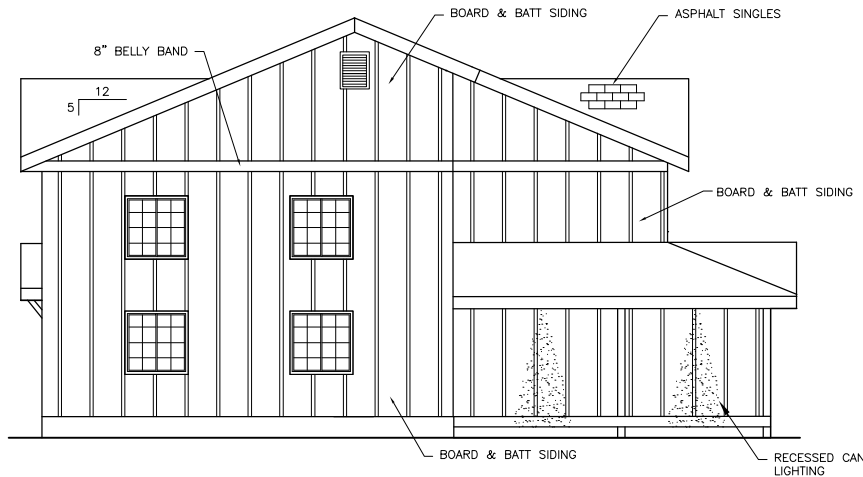 BOARD & BATT SIDING
ASPHALT SINGLES
8" BELLY BAND
12
5
BOARD & BATT SIDING
BOARD & BATT SIDING
RECESSED CAN
LIGHTING